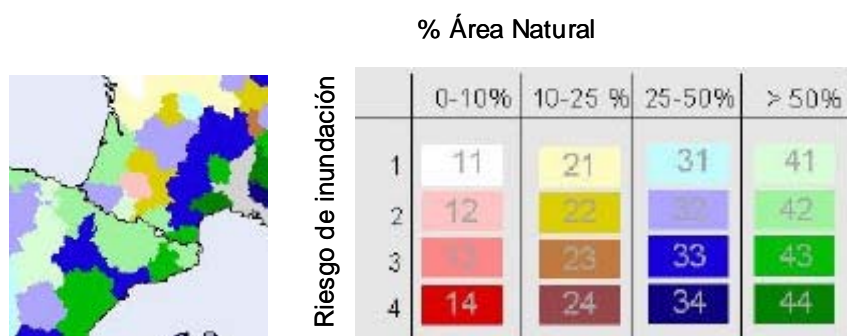 % Área Natural
Riesgo de inundación
0-10% 10-25 % 25-50% > 50%
1 11 21 31 41
2 12 22 32 42
3 23 33 43
4 14 24 34 44